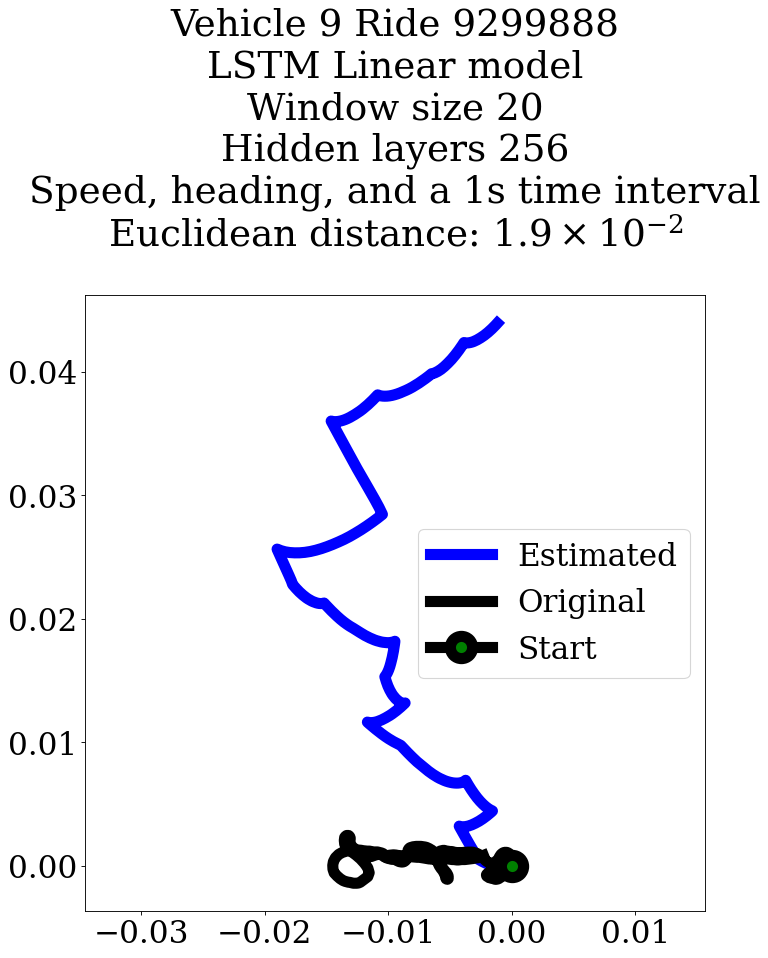 Vehicle 9 Ride 9299888
LSTM Linear model
Window size 20
Hidden layers 256
Speed, heading, and a 1s time interval
Euclidean distance: 1.9 × 10⁻²
0.04
0.03
0.02
0.01
0.00
Estimated
Original
Start
−0.03 −0.02 −0.01 0.00 0.01